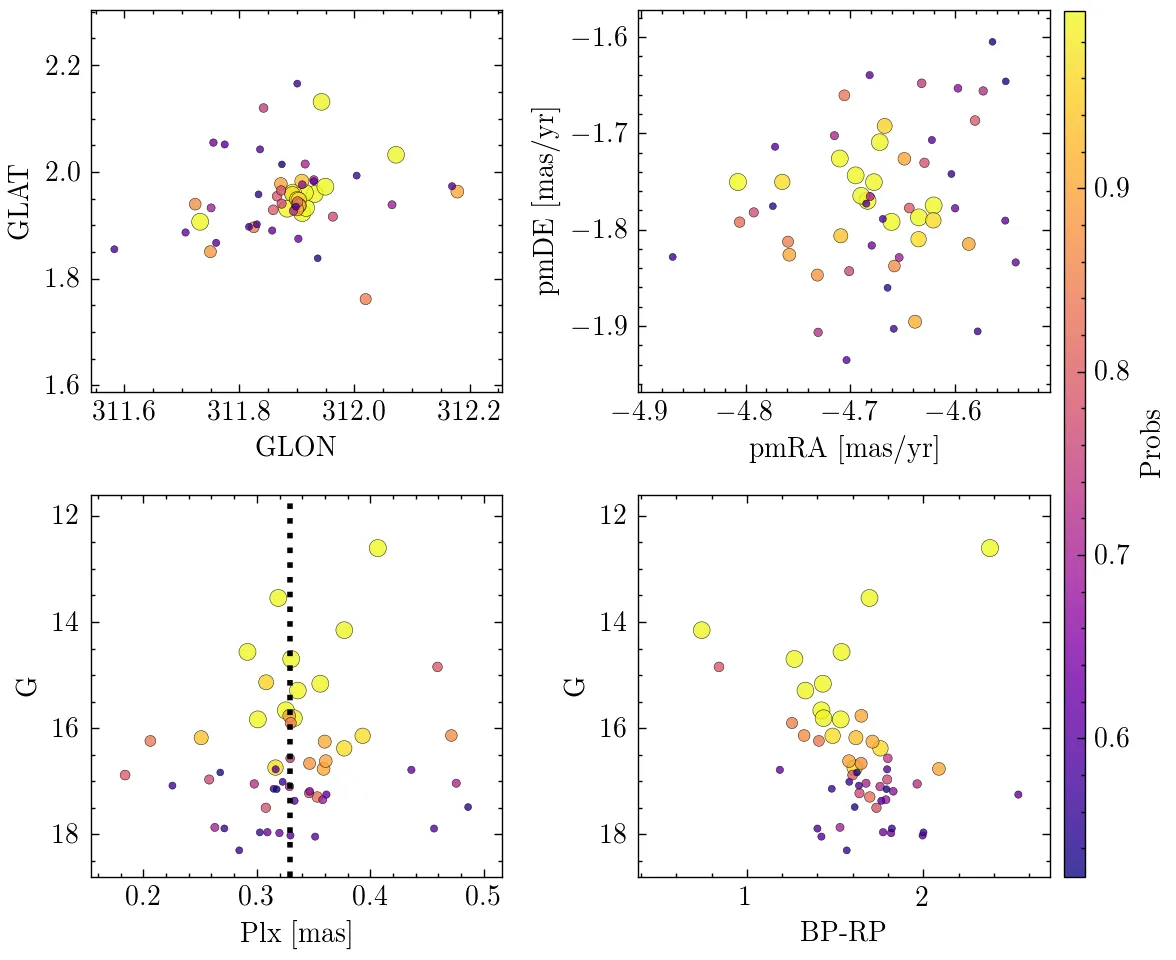 2.2
2.0
1.8
1.6
GLAT
311.6 311.8 312.0 312.2
GLON
−1.6
−1.7
−1.8
−1.9
pmDE [mas/yr]
−4.9 −4.8 −4.7 −4.6
pmRA [mas/yr]
12
14
16
18
G
0.2 0.3 0.4 0.5
Plx [mas]
12
14
16
18
G
1 2
BP-RP
0.9
0.8
0.7
0.6
Probs